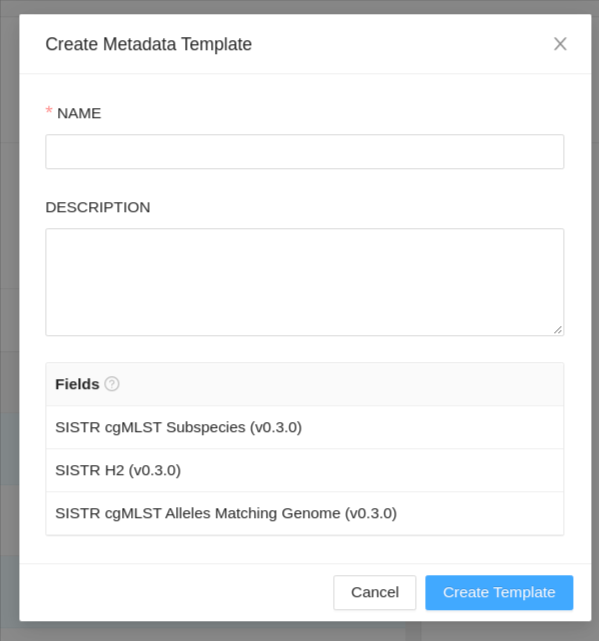 Create Metadata Template
* NAME
DESCRIPTION
Fields ?
SISTR cgMLST Subspecies (v0.3.0)
SISTR H2 (v0.3.0)
SISTR cgMLST Alleles Matching Genome (v0.3.0)
Cancel Create Template